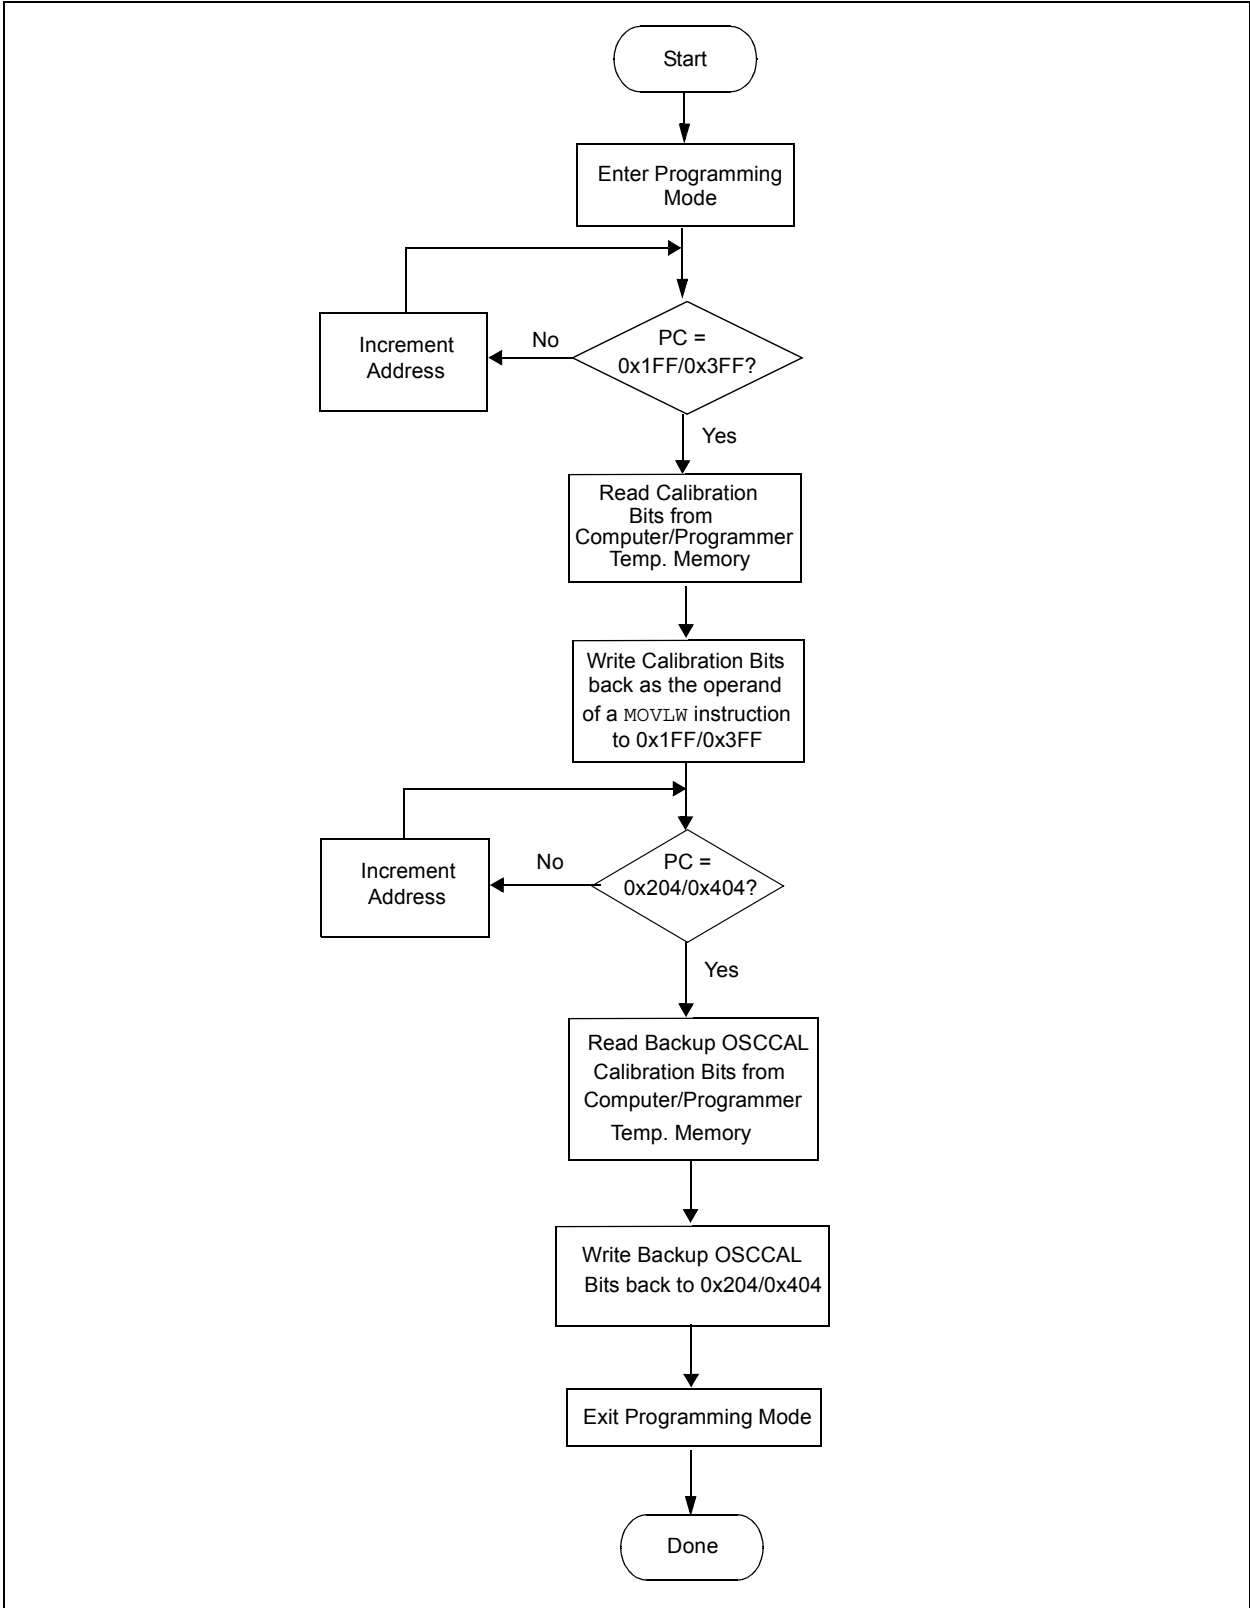 Start
Enter Programming
Mode
Increment
Address
No
PC =
0x1FF/0x3FF?
Yes
Read Calibration
Bits from
Computer/Programmer
Temp. Memory
Write Calibration Bits
back as the operand
of a MOVLW instruction
to 0x1FF/0x3FF
Increment
Address
No
PC =
0x204/0x404?
Yes
Read Backup OSCCAL
Calibration Bits from
Computer/Programmer
Temp. Memory
Write Backup OSCCAL
Bits back to 0x204/0x404
Exit Programming Mode
Done